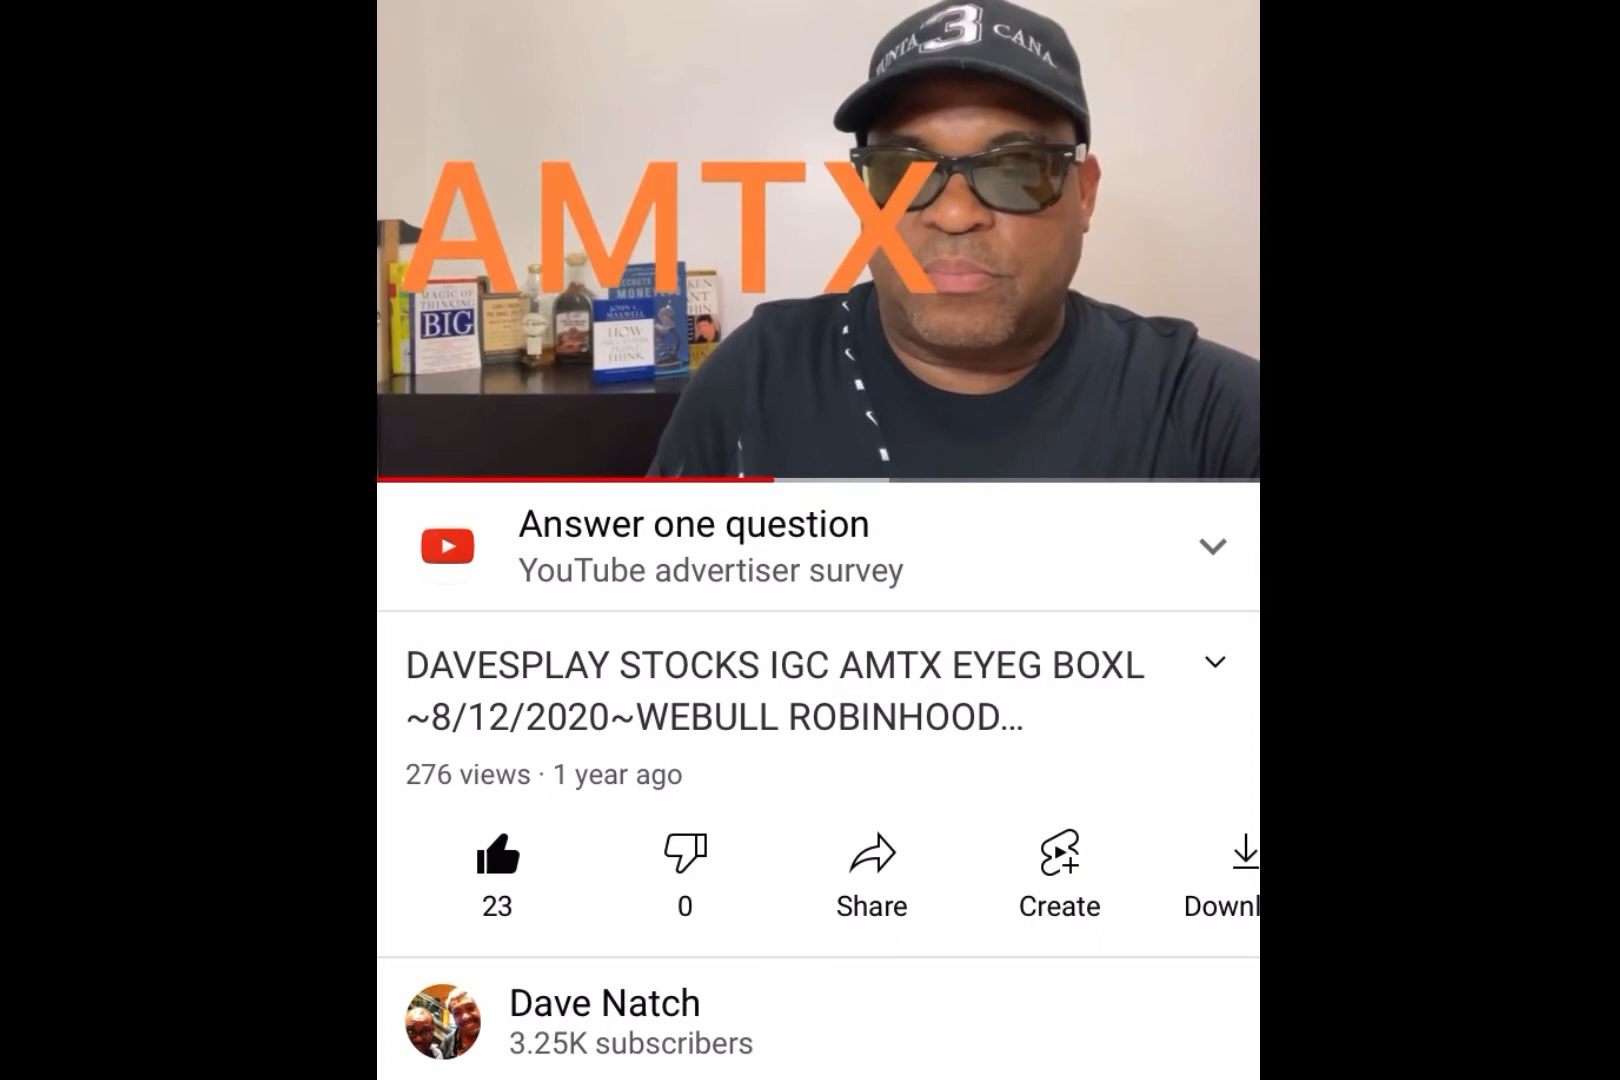 3
PUNTA CANA
AMTX
MAGIC OF
THINKING
BIG
SECRETS
MONEY
JOHN C.
MAXWELL
HOW
PEOPLE
THINK
Answer one question
YouTube advertiser survey
DAVESPLAY STOCKS IGC AMTX EYEG BOXL
~8/12/2020~WEBULL ROBINHOOD...
276 views · 1 year ago
23
0
Share
Create
Downl
Dave Natch
3.25K subscribers